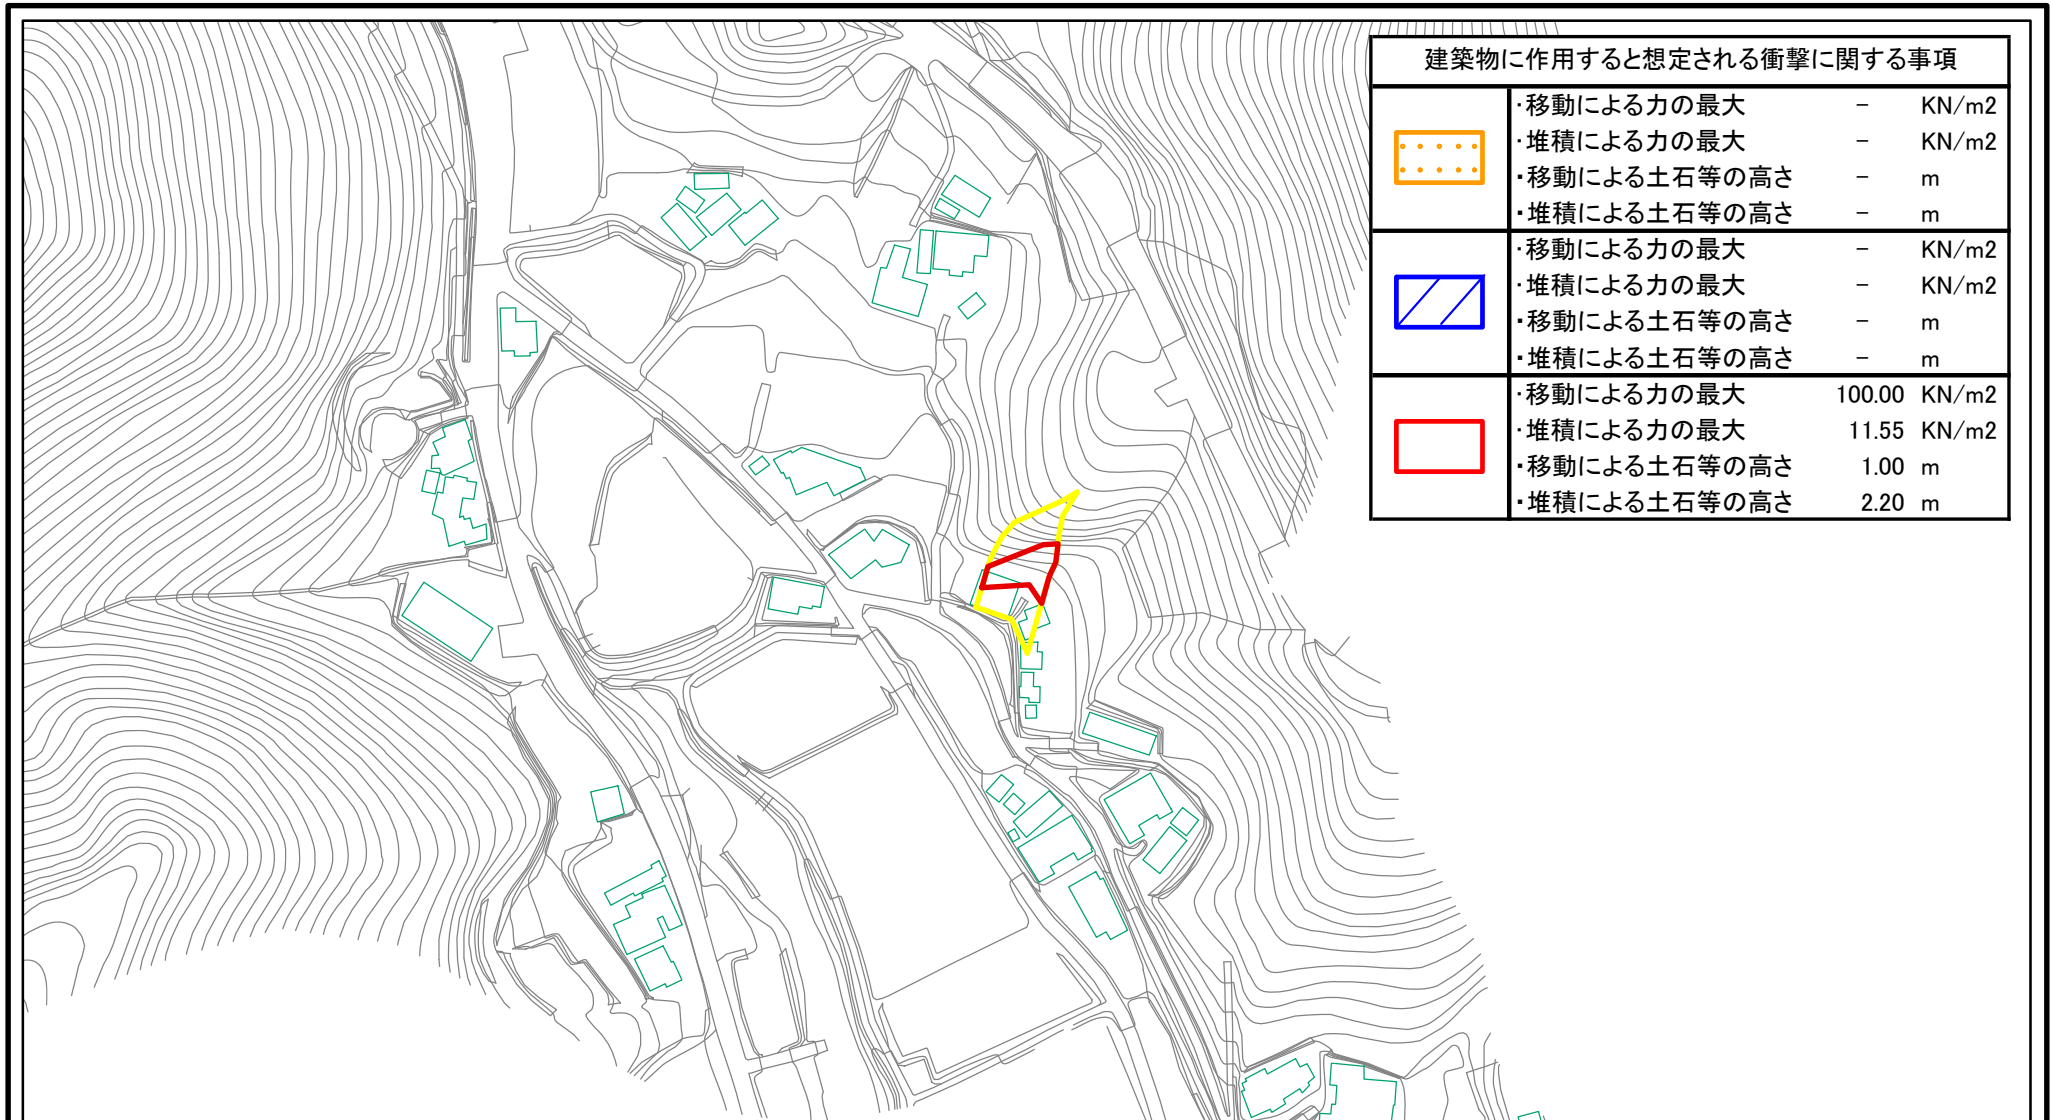 建築物に作用すると想定される衝撃に関する事項
・移動による力の最大 － KN/m2
・堆積による力の最大 － KN/m2
・移動による土石等の高さ － m
・堆積による土石等の高さ － m
・移動による力の最大 － KN/m2
・堆積による力の最大 － KN/m2
・移動による土石等の高さ － m
・堆積による土石等の高さ － m
・移動による力の最大 100.00 KN/m2
・堆積による力の最大 11.55 KN/m2
・移動による土石等の高さ 1.00 m
・堆積による土石等の高さ 2.20 m